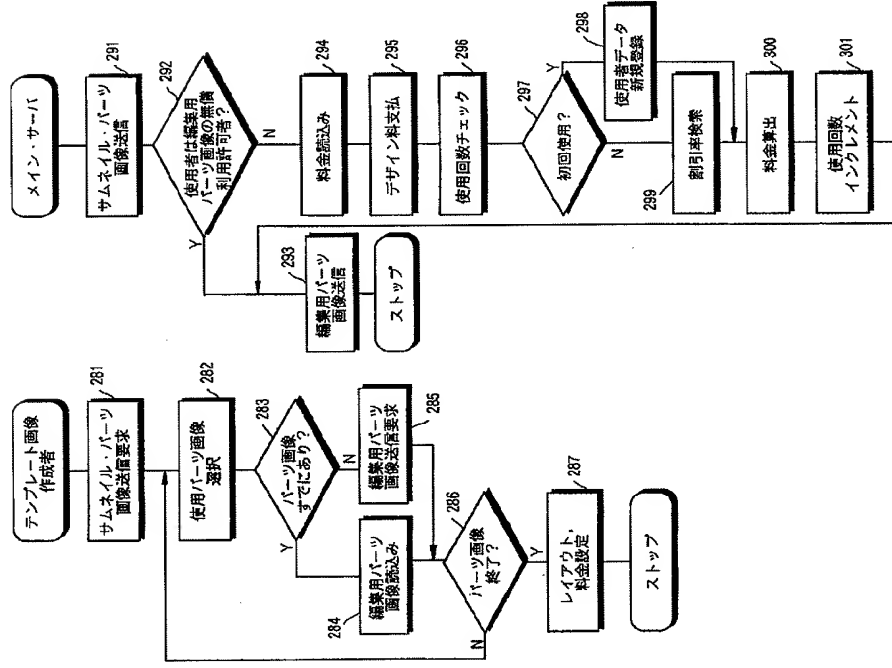 テンプレート画像
作成者
281
サムネイル・パーツ
画像送信要求
282
使用パーツ画像
選択
283
パーツ画像
すでにあり?
Y
N
284
編集用パーツ
画像読込み
285
編集用パーツ
画像送信要求
286
パーツ画像
終了?
N
Y
287
レイアウト,
料金設定
ストップ
メイン・サーバ
291
サムネイル・パーツ
画像送信
292
使用者は編集用
パーツ画像の無償
利用許可者?
Y
N
293
編集用パーツ
画像送信
ストップ
294
料金読込み
295
デザイン料支払
296
使用回数チェック
297
初回使用?
Y
N
298
使用者データ
新規登録
299
割引率検索
300
料金算出
301
使用回数
インクレメント